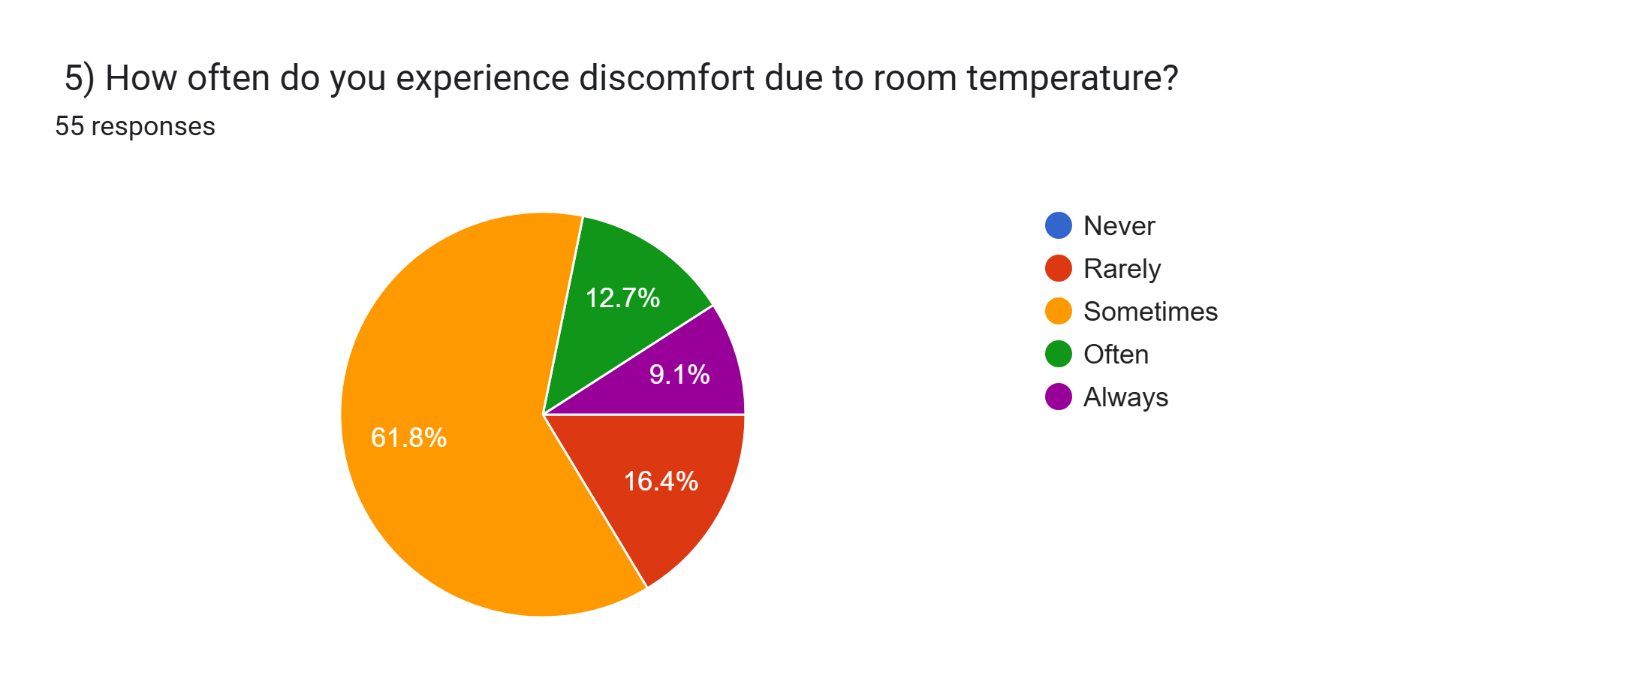 5) How often do you experience discomfort due to room temperature?
55 responses
12.7%
9.1%
61.8%
16.4%
Never
Rarely
Sometimes
Often
Always